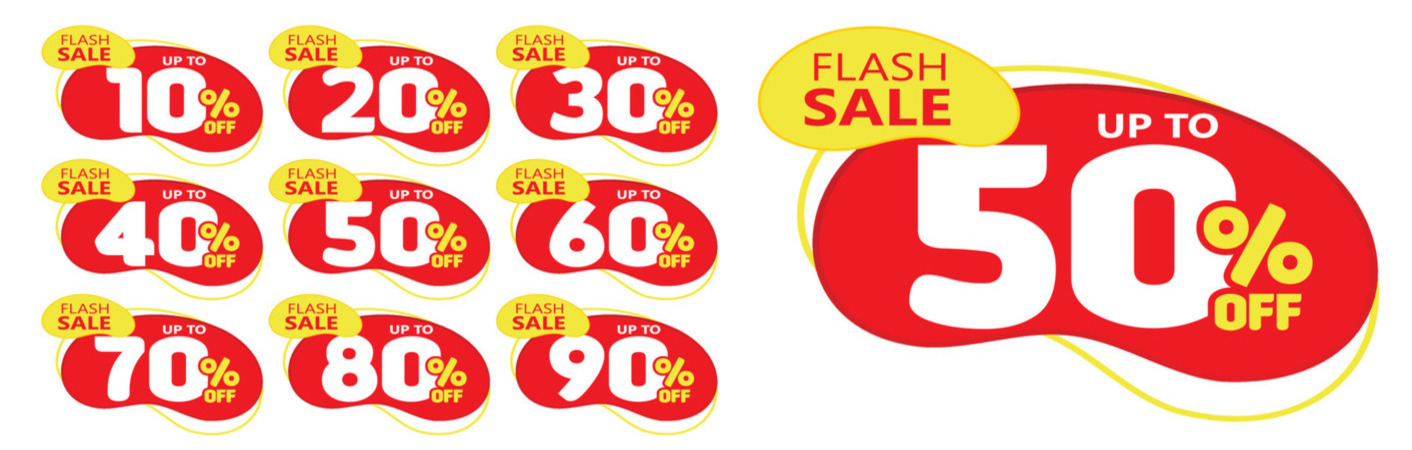 FLASH
SALE
UP TO
10%
OFF
FLASH
SALE
UP TO
20%
OFF
FLASH
SALE
UP TO
30%
OFF
FLASH
SALE
UP TO
40%
OFF
FLASH
SALE
UP TO
50%
OFF
FLASH
SALE
UP TO
60%
OFF
FLASH
SALE
UP TO
70%
OFF
FLASH
SALE
UP TO
80%
OFF
FLASH
SALE
UP TO
90%
OFF
FLASH
SALE
UP TO
50%
OFF